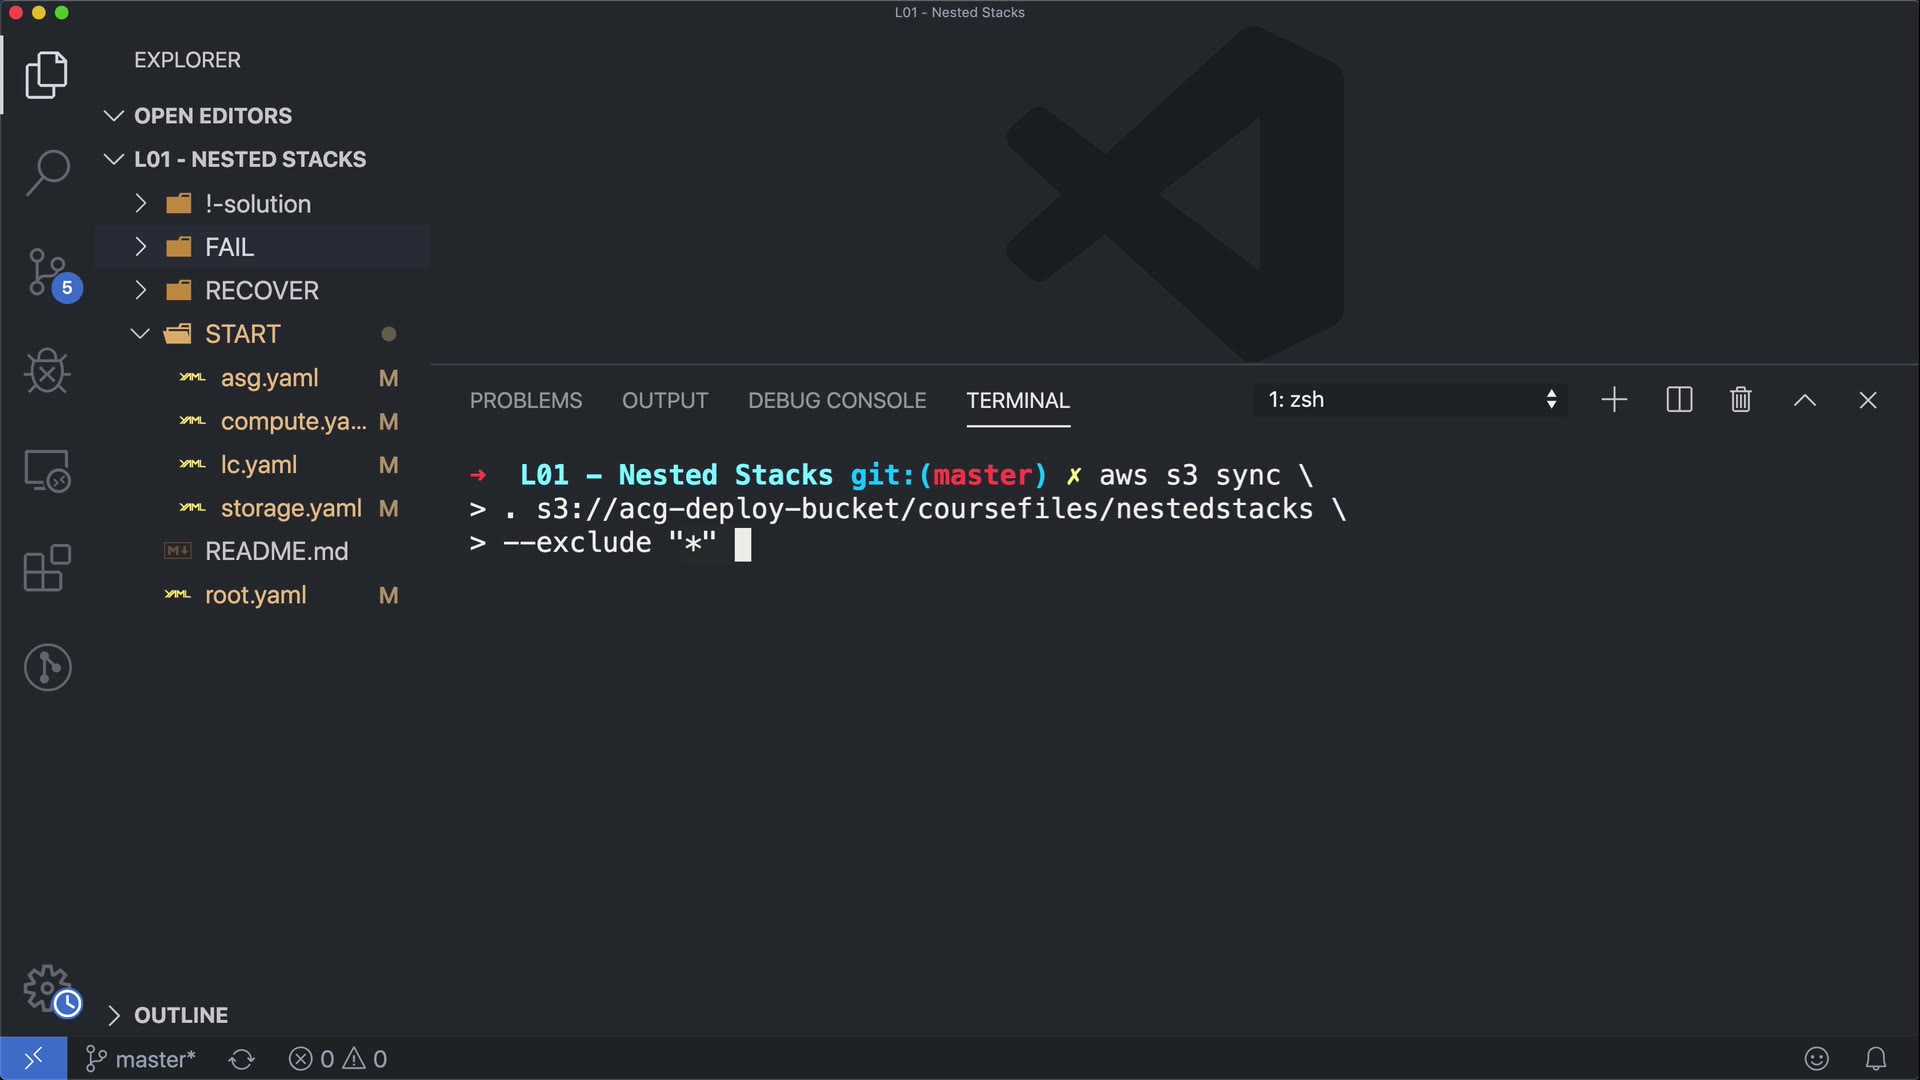 L01 - Nested Stacks
EXPLORER
OPEN EDITORS
L01 - NESTED STACKS
!-solution
FAIL
5
RECOVER
START
asg.yaml M
compute.ya... M
lc.yaml M
storage.yaml M
README.md
root.yaml M
OUTLINE
PROBLEMS OUTPUT DEBUG CONSOLE TERMINAL 1: zsh
➜ L01 - Nested Stacks git:(master) ✗ aws s3 sync \
> . s3://acg-deploy-bucket/coursefiles/nestedstacks \
> --exclude "*"
master* 0 0